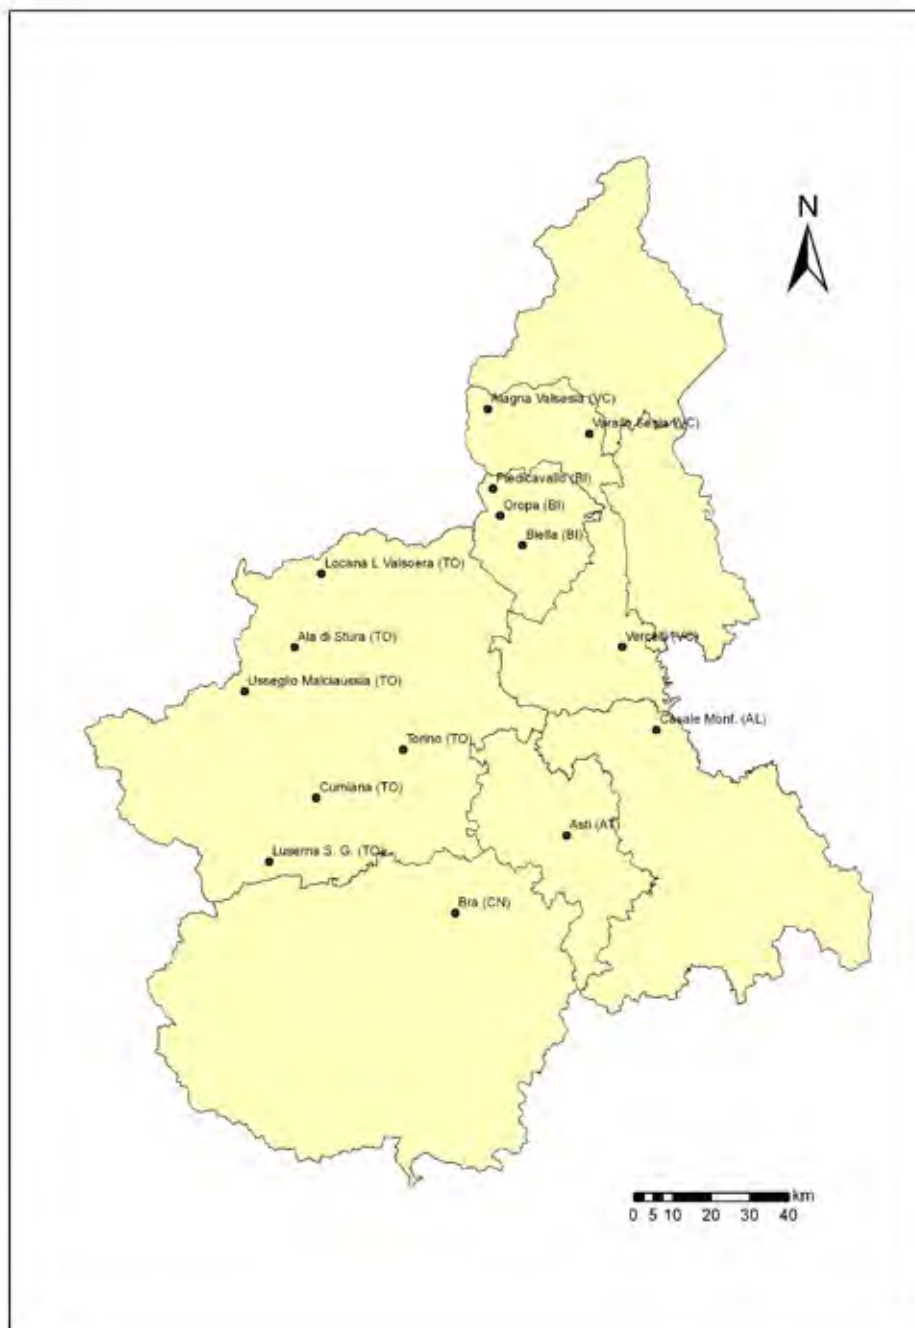 N
Alagna Valsesia (VC)
Varallo Sesia (VC)
Piedicavallo (BI)
Oropa (BI)
Biella (BI)
Locana L Valsoera (TO)
Ala di Stura (TO)
Vercelli (VC)
Usseglio Malciaussia (TO)
Casale Monf. (AL)
Torino (TO)
Cumiana (TO)
Asti (AT)
Luserna S. G. (TO)
Bra (CN)
km
0 5 10 20 30 40